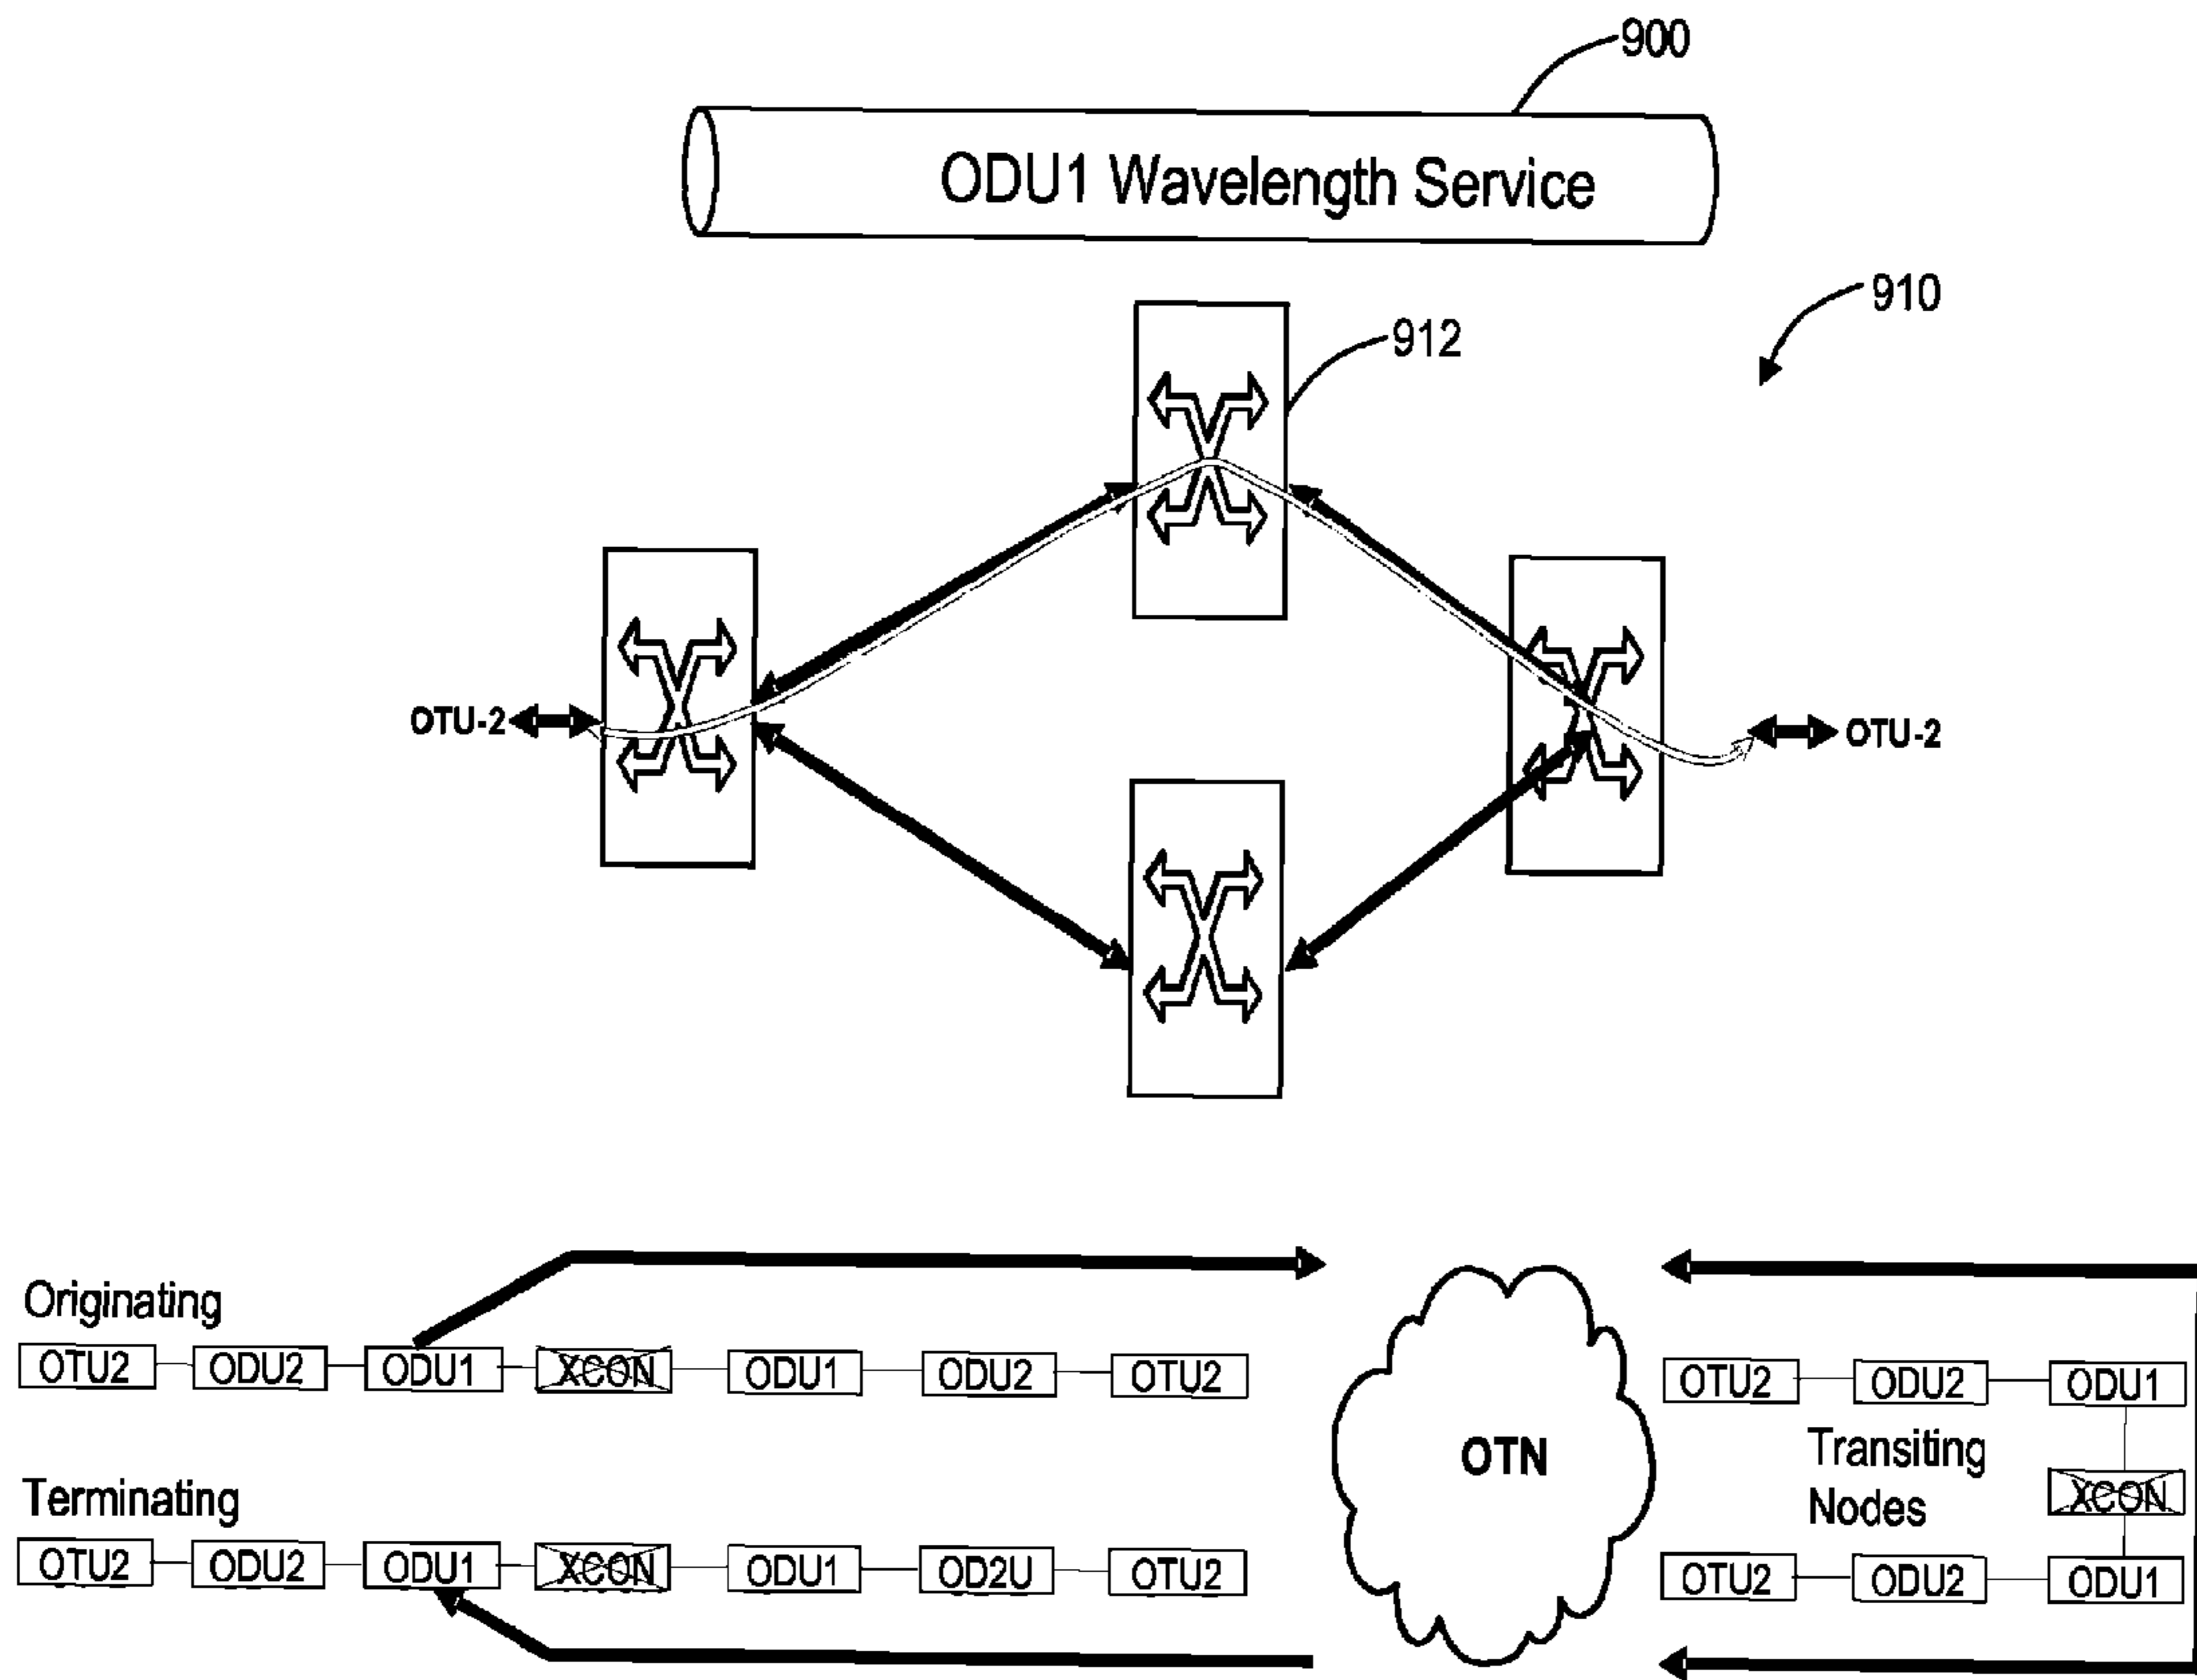 900
ODU1 Wavelength Service
910
912
OTU-2
OTU-2
Originating
OTU2 ODU2 ODU1 XCON ODU1 ODU2 OTU2
Terminating
OTU2 ODU2 ODU1 XCON ODU1 OD2U OTU2
OTN
OTU2 ODU2 ODU1
Transiting
Nodes
XCON
OTU2 ODU2 ODU1